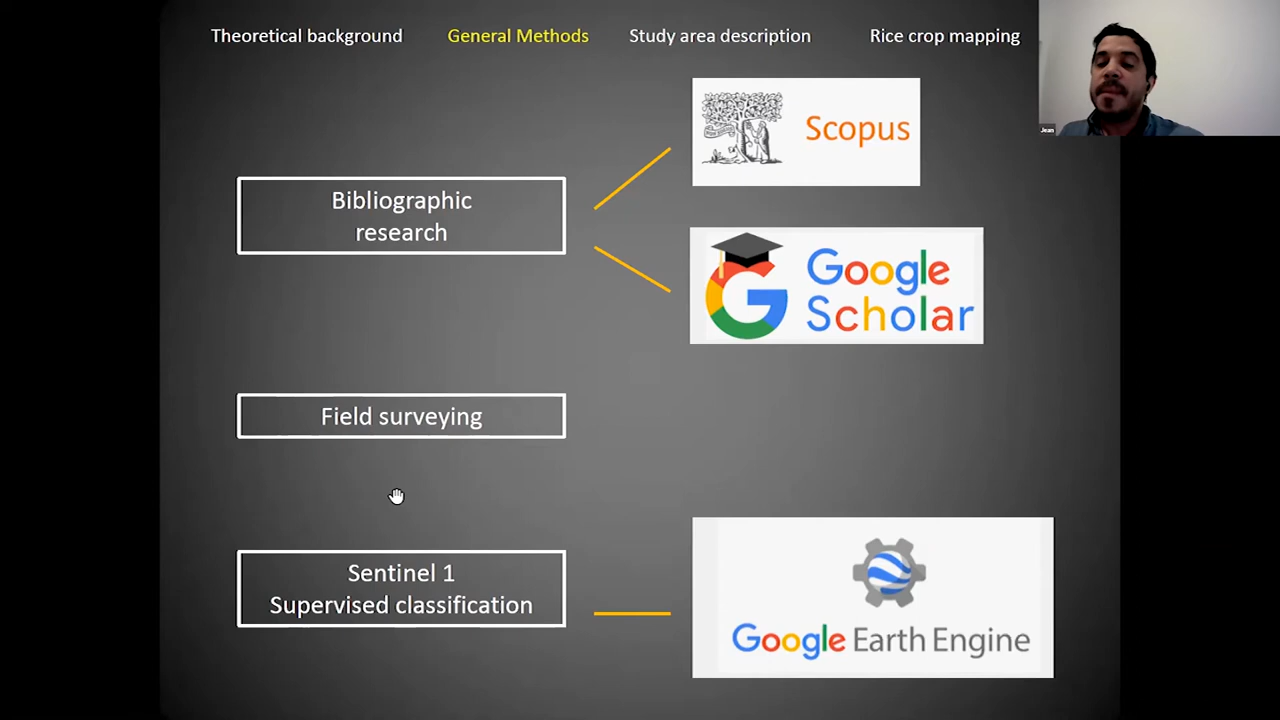 Theoretical background
General Methods
Study area description
Rice crop mapping
Jean
Scopus
Bibliographic
research
Google
Scholar
Field surveying
Sentinel 1
Supervised classification
Google Earth Engine